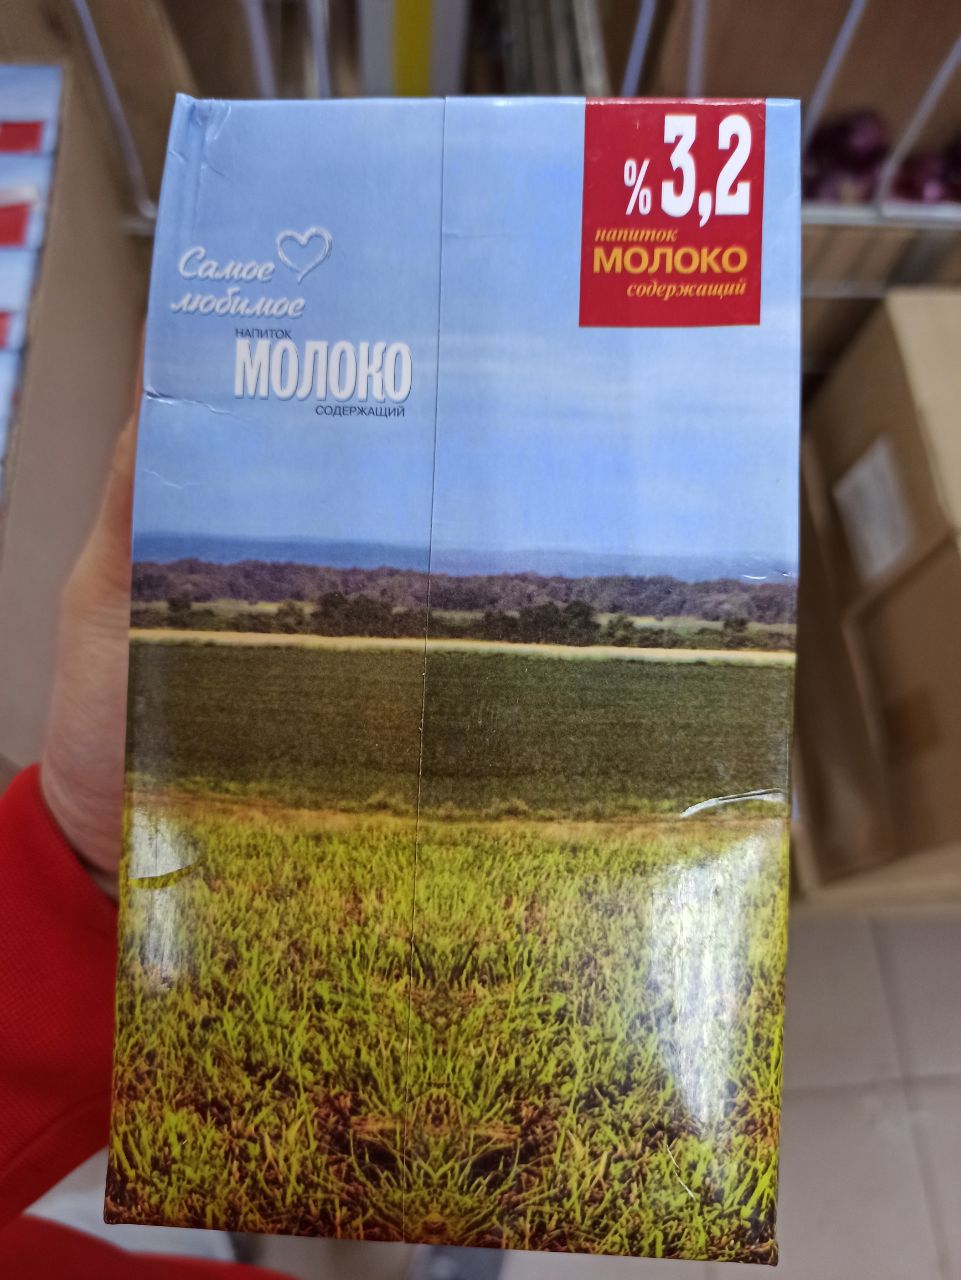 % 3,2
напиток
МОЛОКО
содержащий
Самое
любимое
НАПИТОК
МОЛОКО
СОДЕРЖАЩИЙ